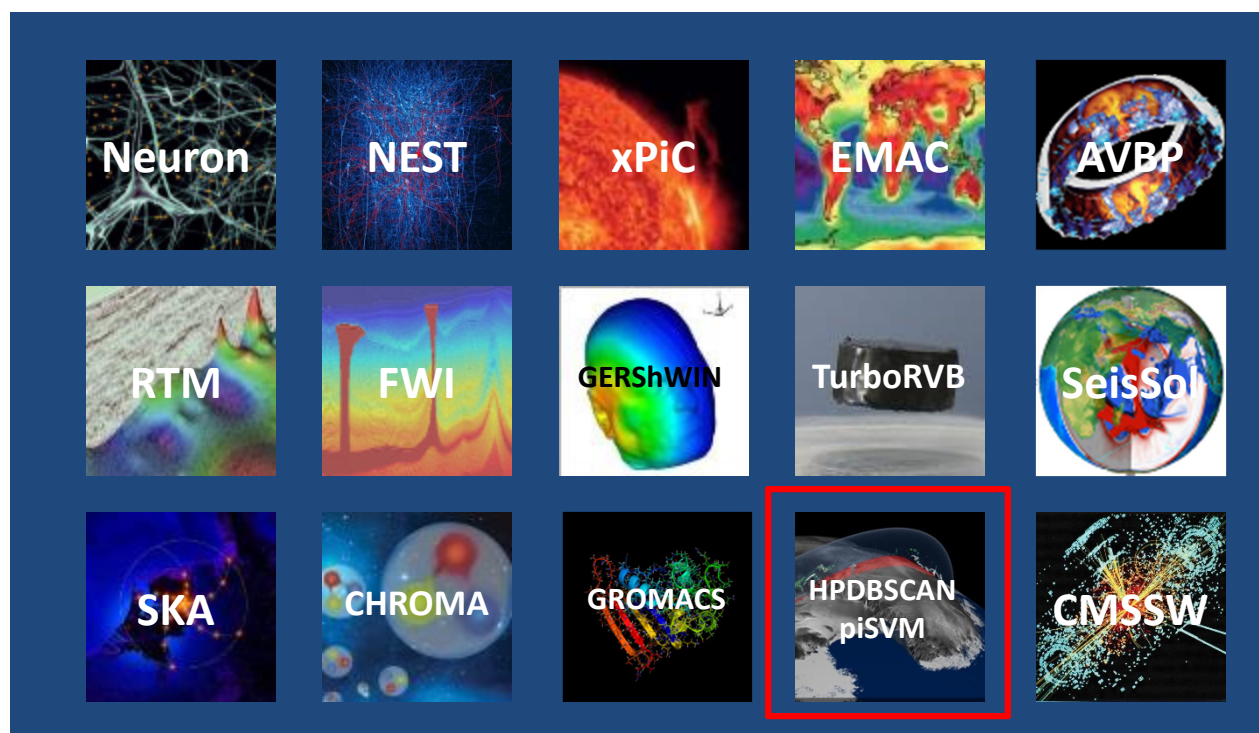 Neuron
NEST
xPiC
EMAC
AVBP
RTM
FWI
GERShWIN
TurboRVB
SeisSol
SKA
CHROMA
GROMACS
HPDBSCAN
piSVM
CMSSW